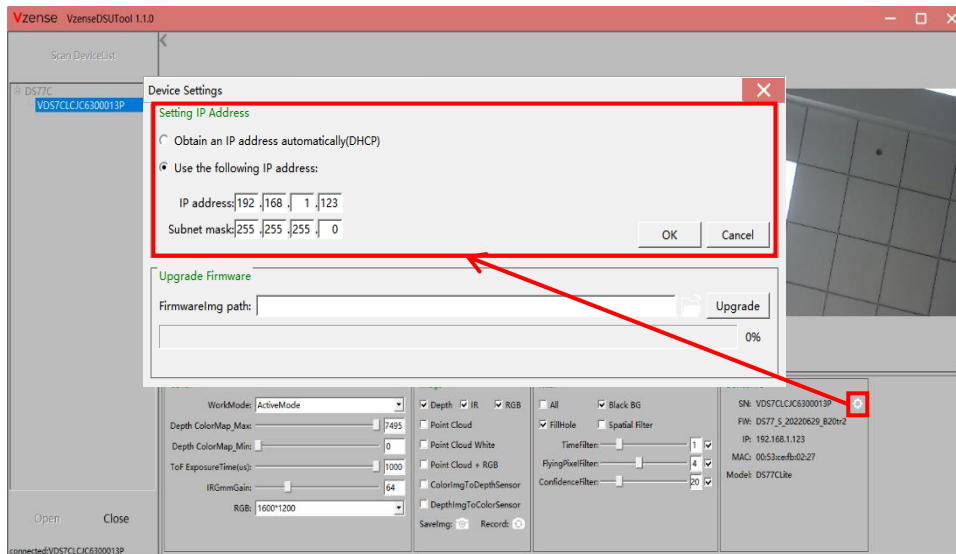 Vzense VzenseDSUTool 1.1.0
Scan DeviceList
DS77C
VDS7CLCJC6300013P
Device Settings
Setting IP Address
Obtain an IP address automatically(DHCP)
Use the following IP address:
IP address: 192 .168 . 1 .123
Subnet mask: 255 .255 .255 . 0
OK Cancel
Upgrade Firmware
FirmwareImg path: Upgrade
0%
WorkMode: ActiveMode
Depth ColorMap_Max: 7495
Depth ColorMap_Min: 0
ToF ExposureTime(us): 1000
IRGmmGain: 64
RGB: 1600*1200
Depth IR RGB
Point Cloud
Point Cloud White
Point Cloud + RGB
ColorImgToDepthSensor
DepthImgToColorSensor
SaveImg: Record:
All Black BG
FillHole Spatial Filter
TimeFilter: 1
FlyingPixelFilter: 4
ConfidenceFilter: 20
SN: VDS7CLCJC6300013P
FW: DS77_S_20220629_B20tr2
IP: 192.168.1.123
MAC: 00:53:ce:fb:02:27
Model: DS77CLite
Open Close
connected:VDS7CLCJC6300013P